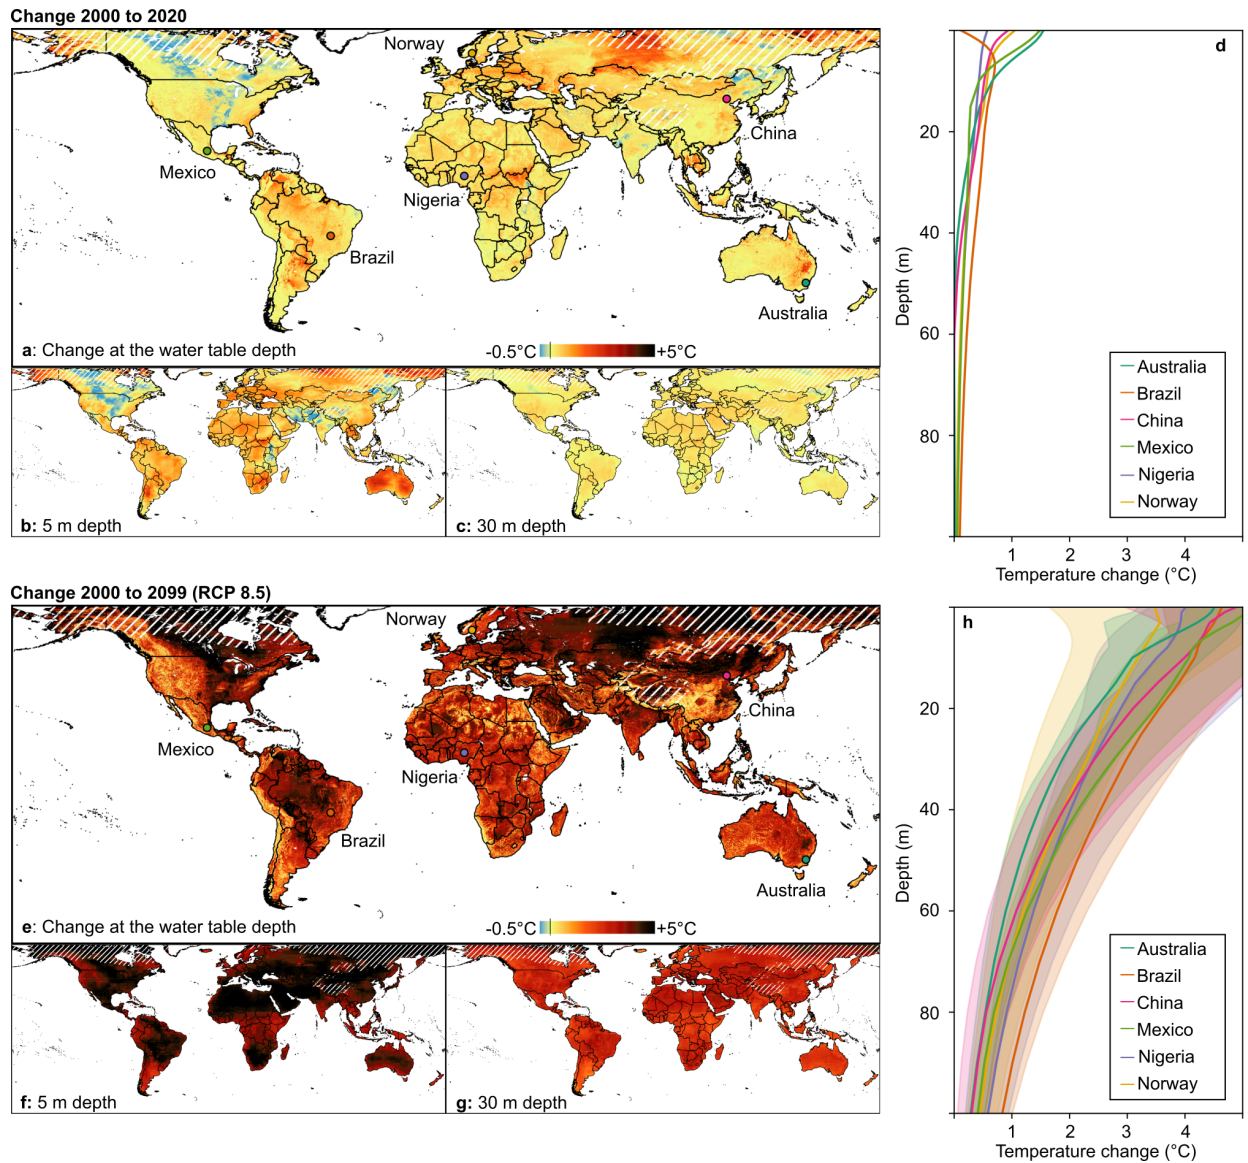 Change 2000 to 2020
Norway
China
Mexico
Nigeria
Brazil
Australia
a: Change at the water table depth
-0.5°C
+5°C
b: 5 m depth
c: 30 m depth
d
20
40
60
80
Depth (m)
Australia
Brazil
China
Mexico
Nigeria
Norway
1 2 3 4
Temperature change (°C)
Change 2000 to 2099 (RCP 8.5)
Norway
China
Mexico
Nigeria
Brazil
Australia
e: Change at the water table depth
-0.5°C
+5°C
f: 5 m depth
g: 30 m depth
h
20
40
60
80
Depth (m)
Australia
Brazil
China
Mexico
Nigeria
Norway
1 2 3 4
Temperature change (°C)